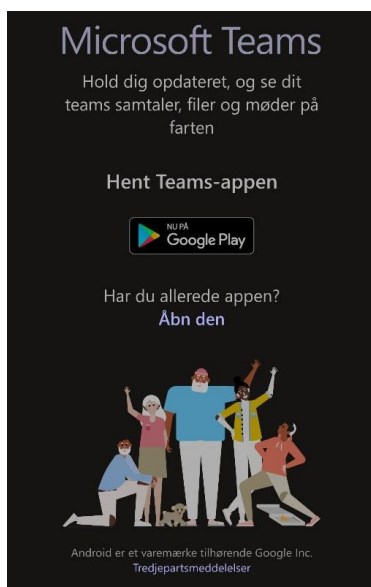 Microsoft Teams
Hold dig opdateret, og se dit
teams samtaler, filer og møder på
farten
Hent Teams-appen
NU PÅ
Google Play
Har du allerede appen?
Åbn den
Android er et varemærke tilhørende Google Inc.
Tredjepartsmeddelelser